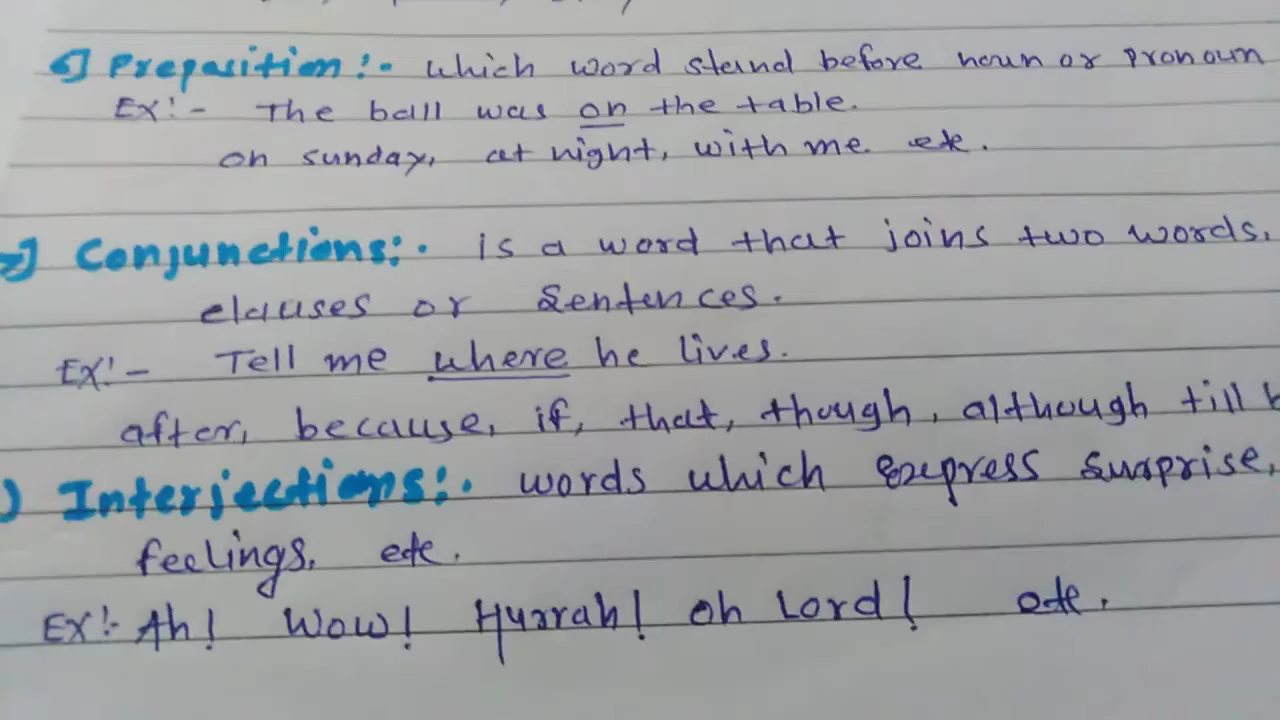 6] Preposition:- which word stand before noun or pronoun
EX:- The ball was on the table.
on sunday, at night, with me etc.
7] Conjunctions:- is a word that joins two words,
clauses or Sentences.
EX:- Tell me where he lives.
after, because, if, that, though, although till
) Interjections:- words which express surprise,
feelings, etc.
EX:- Ah! Wow! Hurrah! oh Lord! etc.